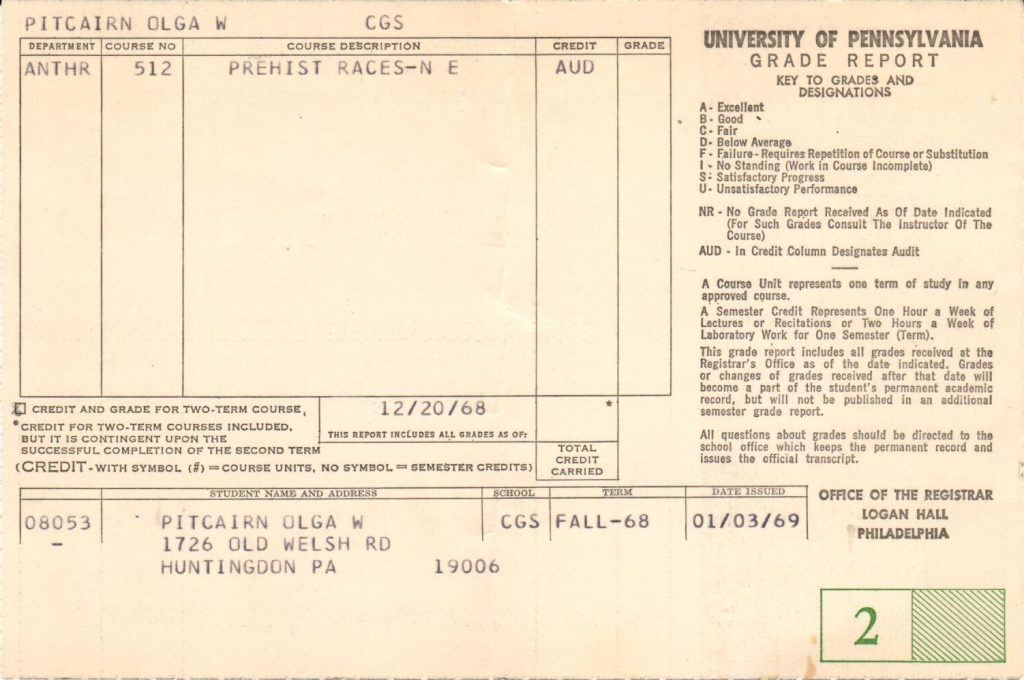 PITCAIRN OLGA W CGS
DEPARTMENT COURSE NO COURSE DESCRIPTION CREDIT GRADE
ANTHR 512 PREHIST RACES-N E AUD
UNIVERSITY OF PENNSYLVANIA
GRADE REPORT
KEY TO GRADES AND
DESIGNATIONS
A - Excellent
B - Good
C - Fair
D - Below Average
F - Failure - Requires Repetition of Course or Substitution
I - No Standing (Work in Course Incomplete)
S - Satisfactory Progress
U - Unsatisfactory Performance
NR - No Grade Report Received As Of Date Indicated
(For Such Grades Consult The Instructor Of The
Course)
AUD - In Credit Column Designates Audit
A Course Unit represents one term of study in any
approved course.
A Semester Credit Represents One Hour a Week of
Lectures or Recitations or Two Hours a Week of
Laboratory Work for One Semester (Term).
This grade report includes all grades received at the
Registrar's Office as of the date indicated. Grades
or changes of grades received after that date will
become a part of the student's permanent academic
record, but will not be published in an additional
semester grade report.
All questions about grades should be directed to the
school office which keeps the permanent record and
issues the official transcript.
CREDIT AND GRADE FOR TWO-TERM COURSE,
*CREDIT FOR TWO-TERM COURSES INCLUDED,
BUT IT IS CONTINGENT UPON THE
SUCCESSFUL COMPLETION OF THE SECOND TERM
(CREDIT - WITH SYMBOL (#) = COURSE UNITS, NO SYMBOL = SEMESTER CREDITS)
12/20/68
THIS REPORT INCLUDES ALL GRADES AS OF:
*
TOTAL
CREDIT
CARRIED
STUDENT NAME AND ADDRESS SCHOOL TERM DATE ISSUED
08053 PITCAIRN OLGA W CGS FALL-68 01/03/69
- 1726 OLD WELSH RD
HUNTINGDON PA 19006
OFFICE OF THE REGISTRAR
LOGAN HALL
PHILADELPHIA
2